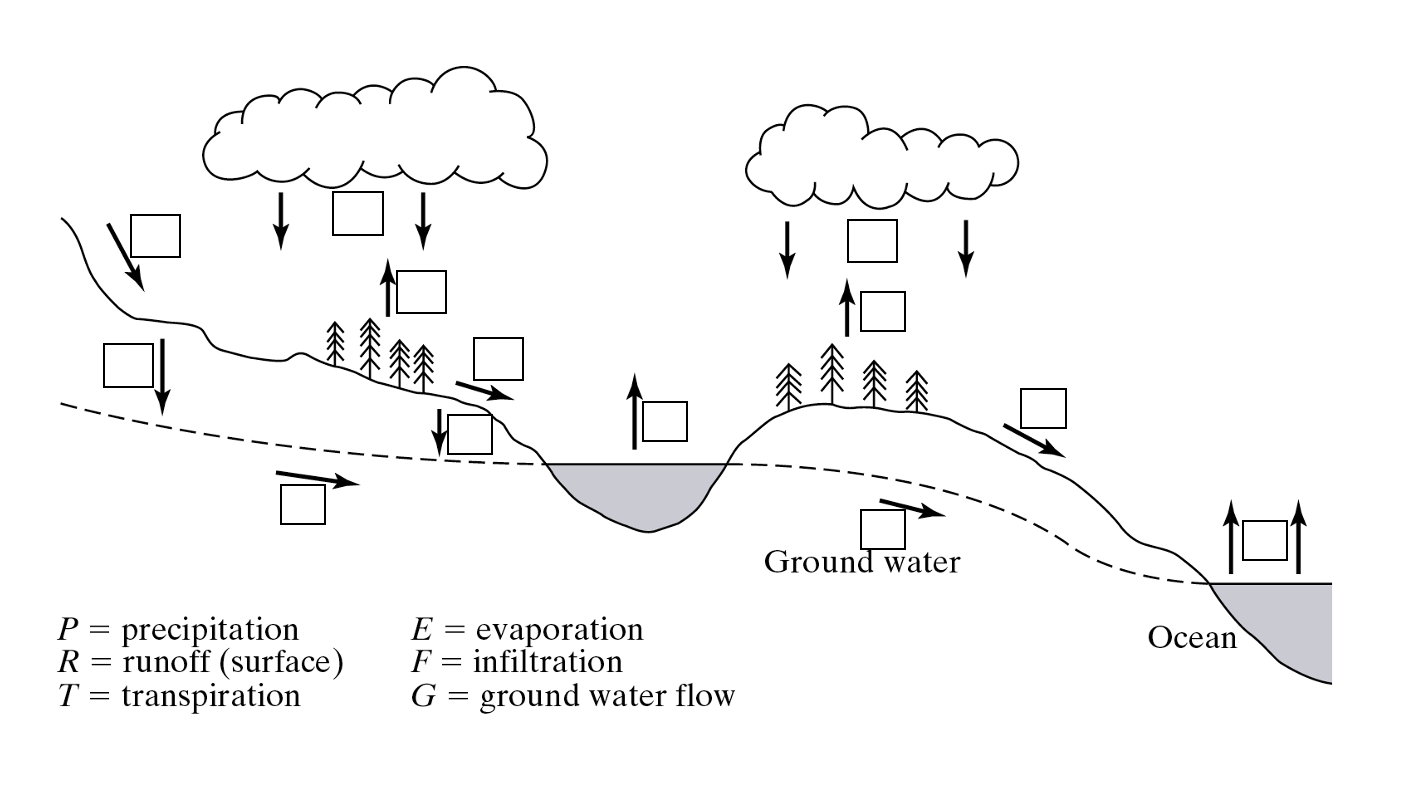 Ground water
Ocean
P = precipitation
R = runoff (surface)
T = transpiration
E = evaporation
F = infiltration
G = ground water flow